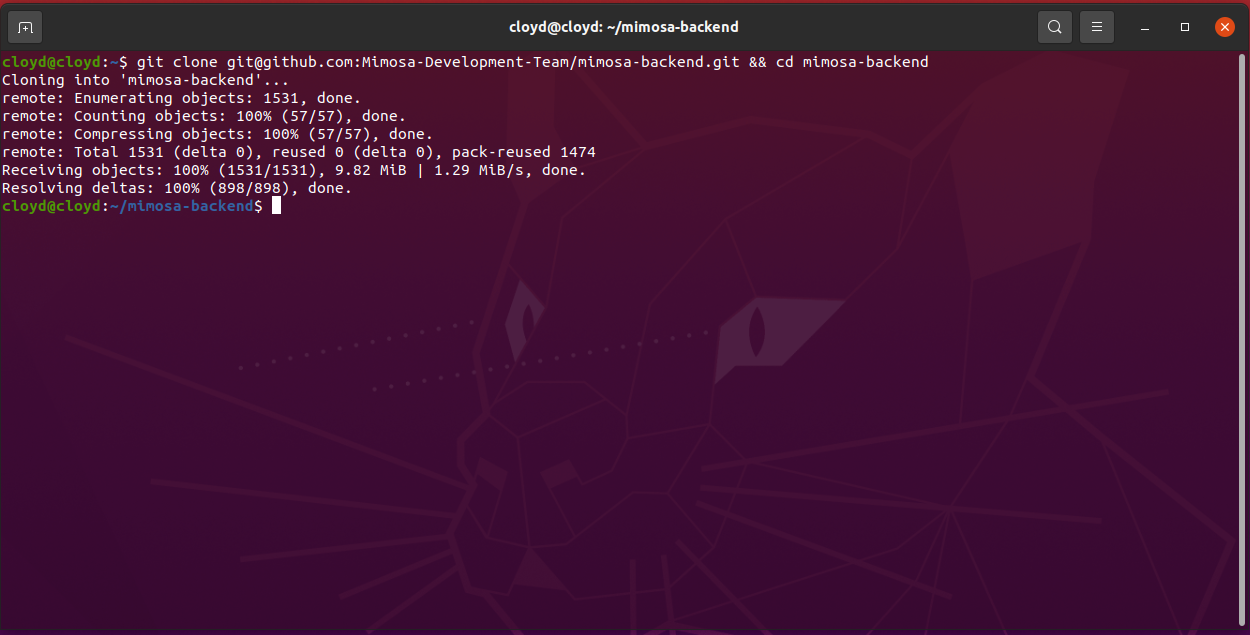 cloyd@cloyd: ~/mimosa-backend
cloyd@cloyd:~$ git clone git@github.com:Mimosa-Development-Team/mimosa-backend.git && cd mimosa-backend
Cloning into 'mimosa-backend'...
remote: Enumerating objects: 1531, done.
remote: Counting objects: 100% (57/57), done.
remote: Compressing objects: 100% (57/57), done.
remote: Total 1531 (delta 0), reused 0 (delta 0), pack-reused 1474
Receiving objects: 100% (1531/1531), 9.82 MiB | 1.29 MiB/s, done.
Resolving deltas: 100% (898/898), done.
cloyd@cloyd:~/mimosa-backend$